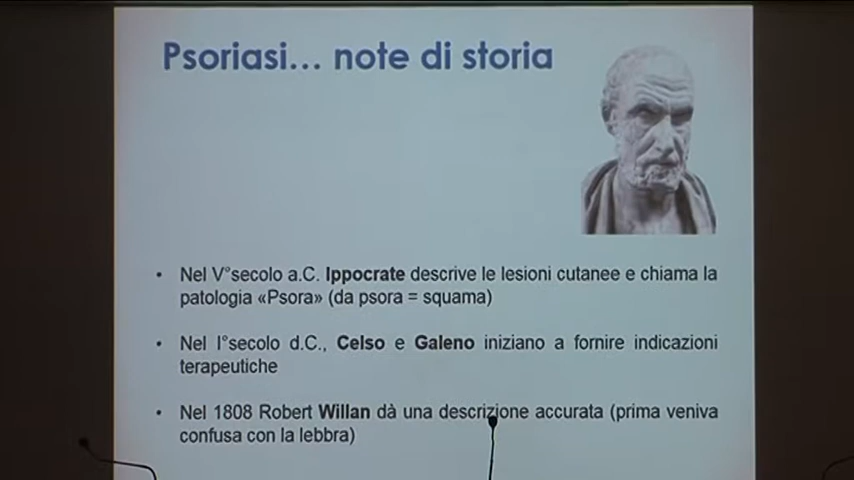 Psoriasi... note di storia
• Nel V°secolo a.C. Ippocrate descrive le lesioni cutanee e chiama la
patologia «Psora» (da psora = squama)
• Nel I°secolo d.C., Celso e Galeno iniziano a fornire indicazioni
terapeutiche
• Nel 1808 Robert Willan dà una descrizione accurata (prima veniva
confusa con la lebbra)